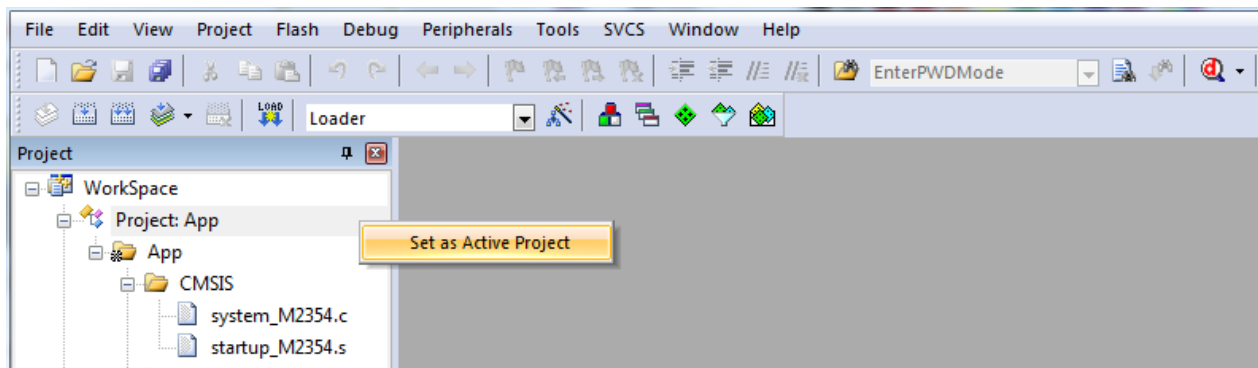 File Edit View Project Flash Debug Peripherals Tools SVCS Window Help
EnterPWDMode
LOAD
Loader
Project
WorkSpace
Project: App
Set as Active Project
App
CMSIS
system_M2354.c
startup_M2354.s